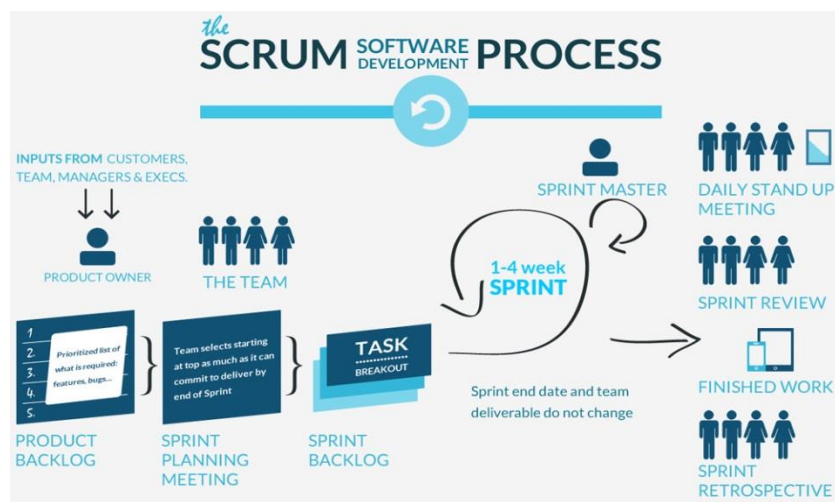 the
SCRUM SOFTWARE DEVELOPMENT PROCESS
INPUTS FROM CUSTOMERS,
TEAM, MANAGERS & EXECS.
PRODUCT OWNER
THE TEAM
SPRINT MASTER
DAILY STAND UP
MEETING
1-4 week
SPRINT
SPRINT REVIEW
1
2.
3.
4.
5.
Prioritized list of
what is required:
features, bugs...
Team selects starting
at top as much as it can
commit to deliver by
end of Sprint
TASK
BREAKOUT
Sprint end date and team
deliverable do not change
FINISHED WORK
PRODUCT
BACKLOG
SPRINT
PLANNING
MEETING
SPRINT
BACKLOG
SPRINT
RETROSPECTIVE